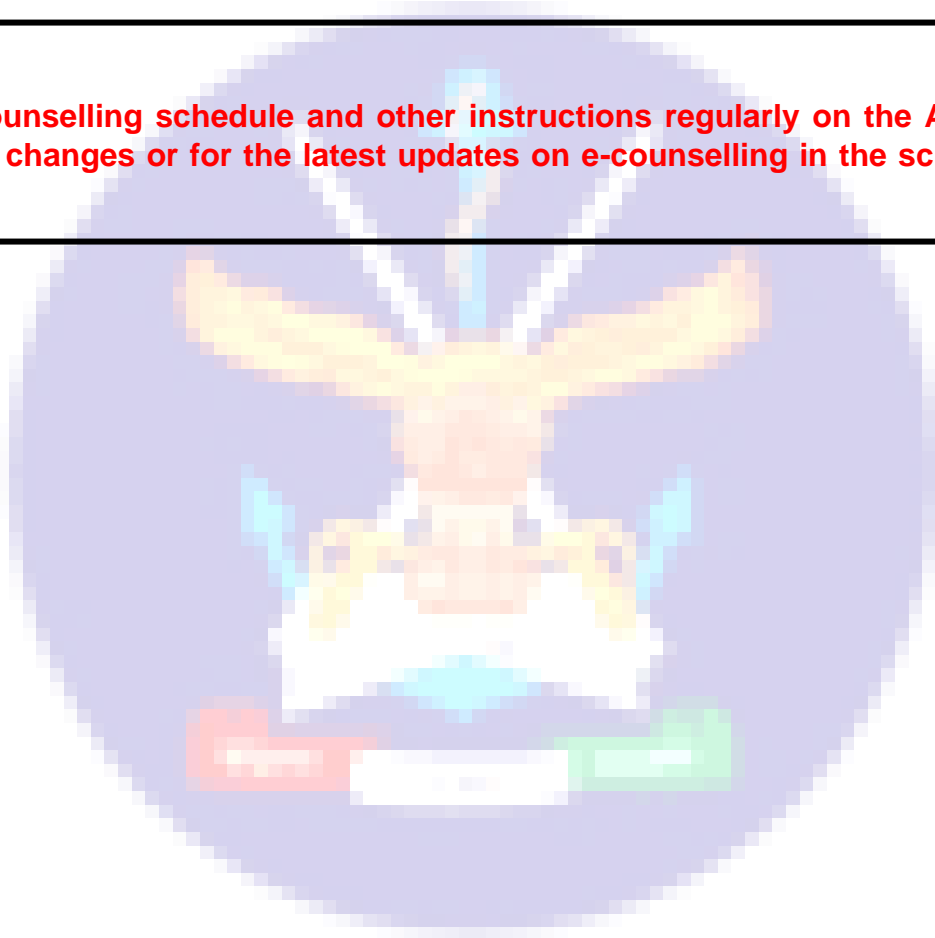 ounselling schedule and other instructions regularly on the A
changes or for the latest updates on e-counselling in the sc